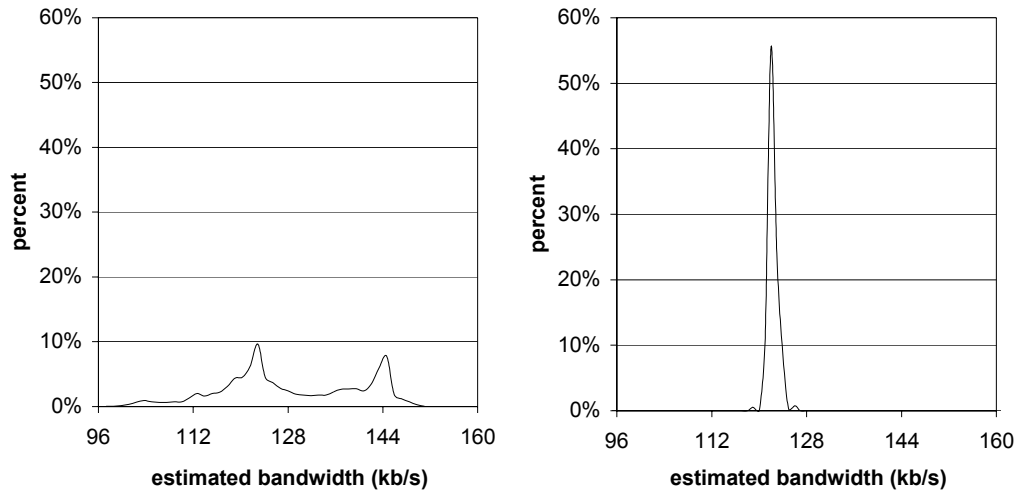 60%
50%
40%
30%
20%
10%
0%
percent
96 112 128 144 160
estimated bandwidth (kb/s)
60%
50%
40%
30%
20%
10%
0%
percent
96 112 128 144 160
estimated bandwidth (kb/s)